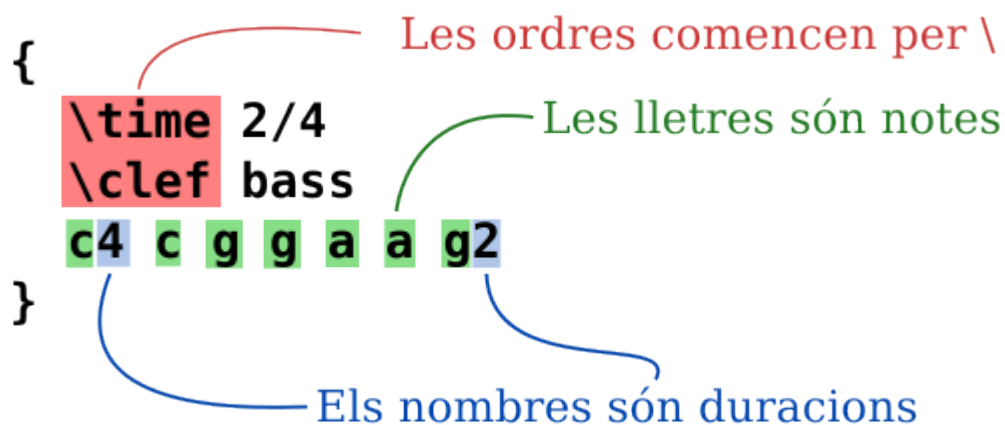 Les ordres comencen per \
{
\time 2/4
Les lletres són notes
\clef bass
c4 c g g a a g2
}
Els nombres són duracions